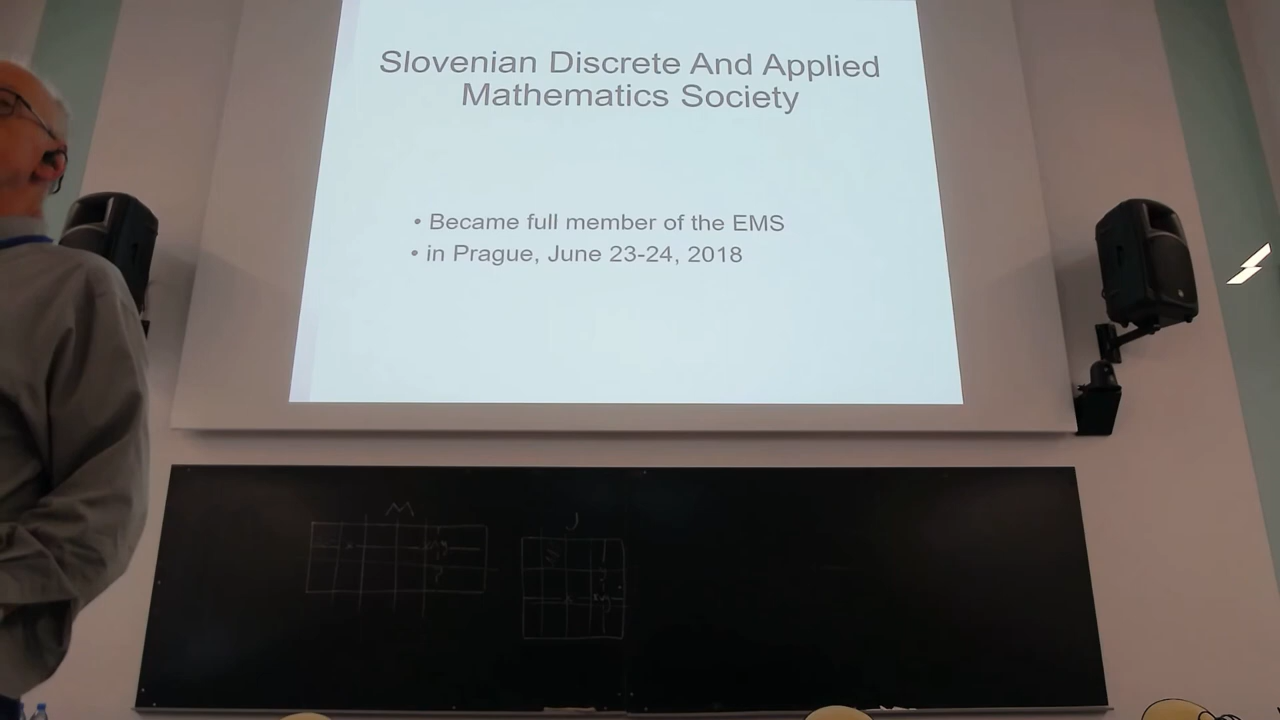 Slovenian Discrete And Applied
Mathematics Society
• Became full member of the EMS
• in Prague, June 23-24, 2018
M
J